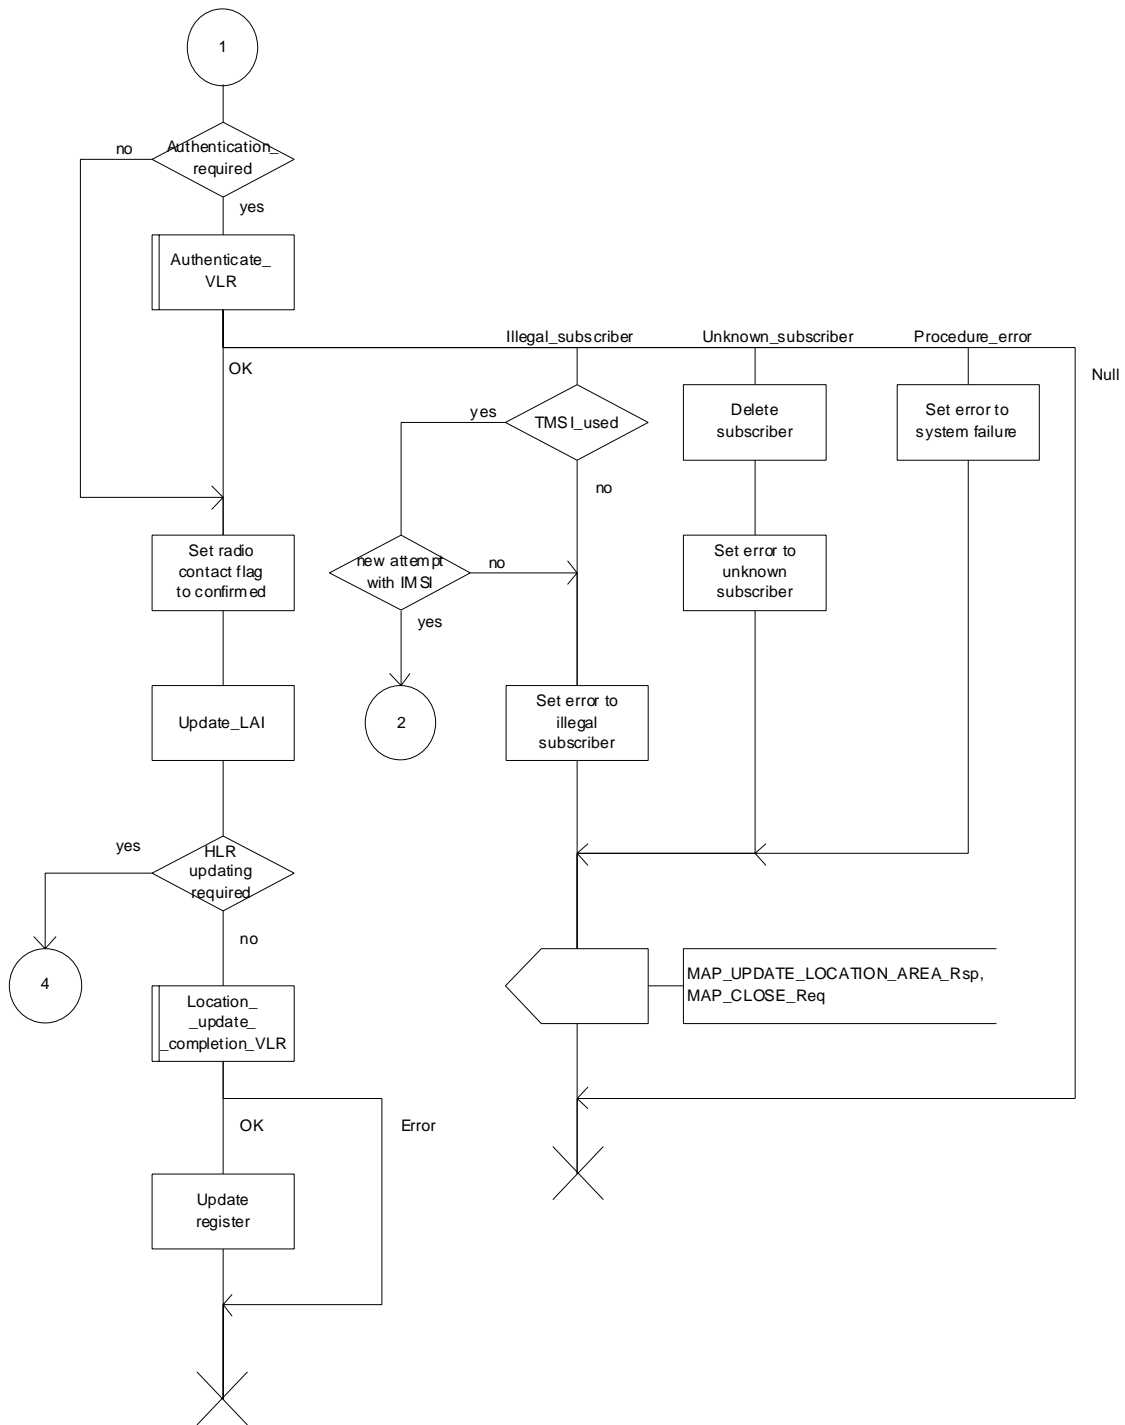 1
Authentication_
required
no
yes
Authenticate_
VLR
Illegal_subscriber
Unknown_subscriber
Procedure_error
Null
OK
yes
TMSI_used
no
Delete
subscriber
Set error to
system failure
Set radio
contact flag
to confirmed
new attempt
with IMSI
no
yes
Set error to
unknown
subscriber
Update_LAI
2
Set error to
illegal
subscriber
yes
HLR
updating
required
no
4
MAP_UPDATE_LOCATION_AREA_Rsp,
MAP_CLOSE_Req
Location_
_update_
_completion_VLR
OK
Error
Update
register